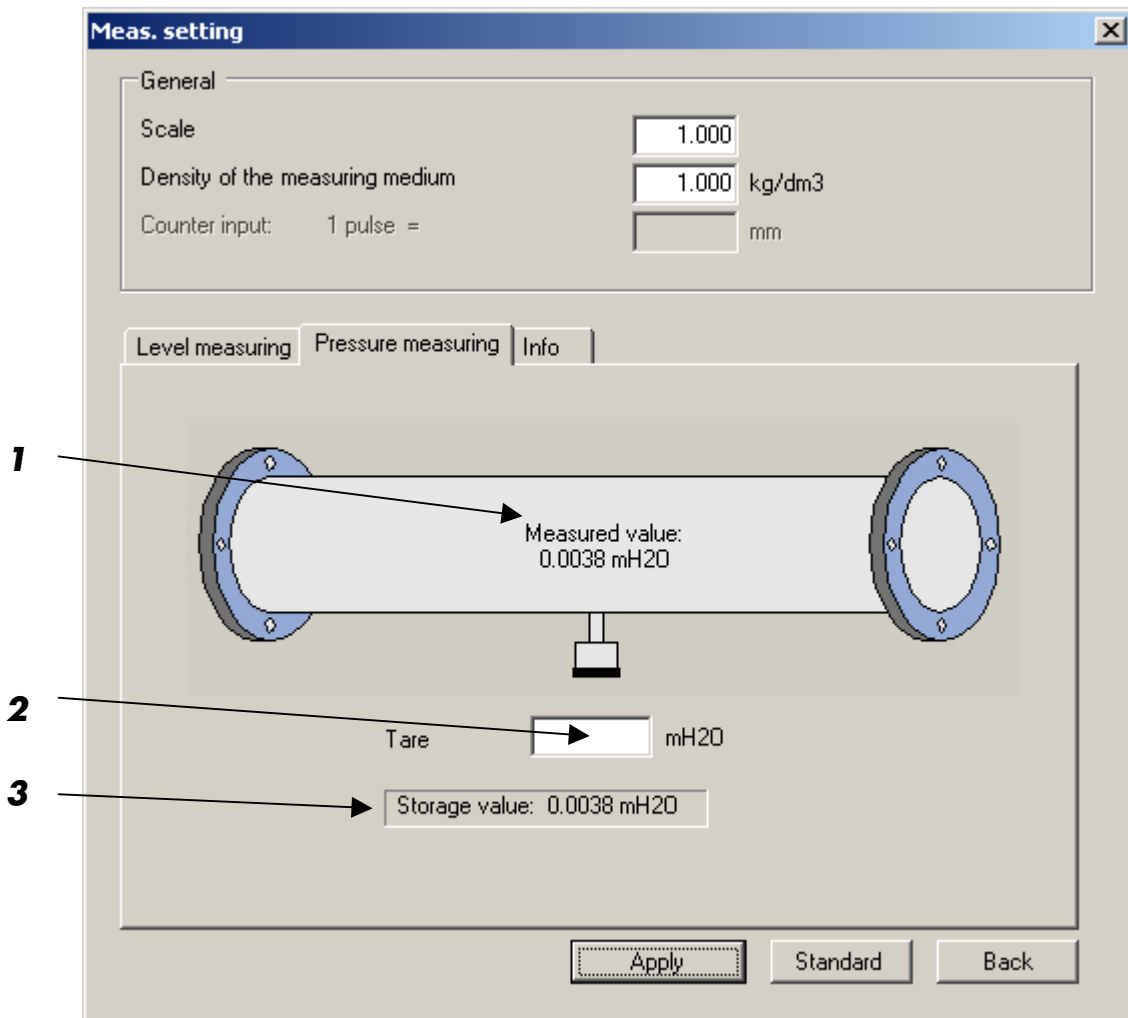 Meas. setting
General
Scale 1.000
Density of the measuring medium 1.000 kg/dm3
Counter input: 1 pulse = mm
Level measuring Pressure measuring Info
1
Measured value:
0.0038 mH2O
2
Tare mH2O
3
Storage value: 0.0038 mH2O
Apply Standard Back